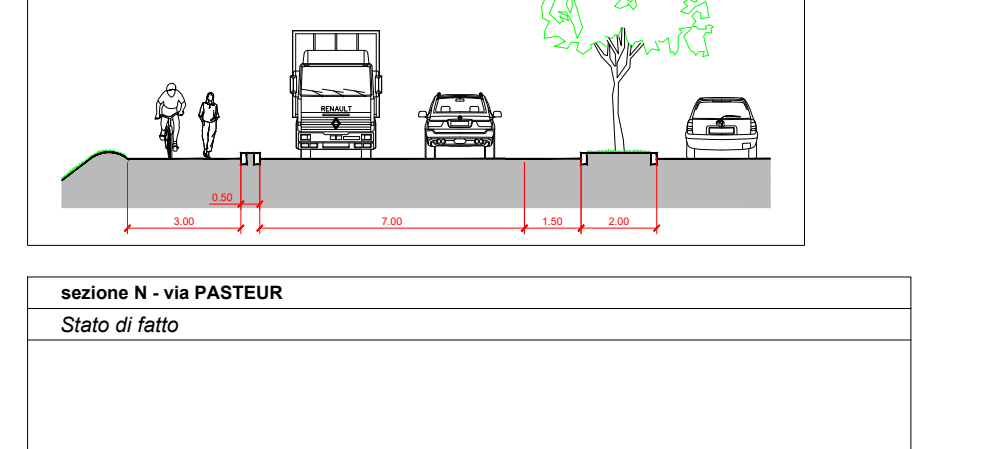 RENAULT
0.50
3.00
7.00
1.50
2.00
sezione N - via PASTEUR
Stato di fatto